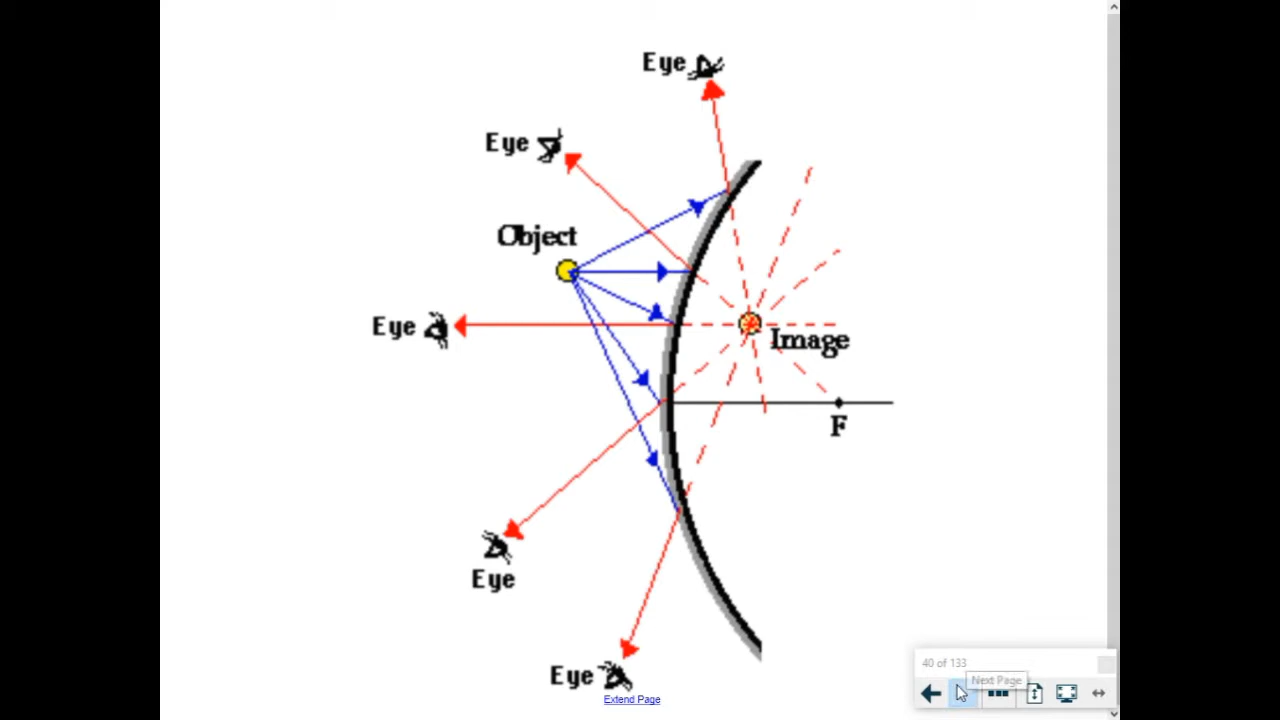 Eye
Eye
Object
Eye
Image
F
Eye
Eye
Extend Page
40 of 133
Next Page